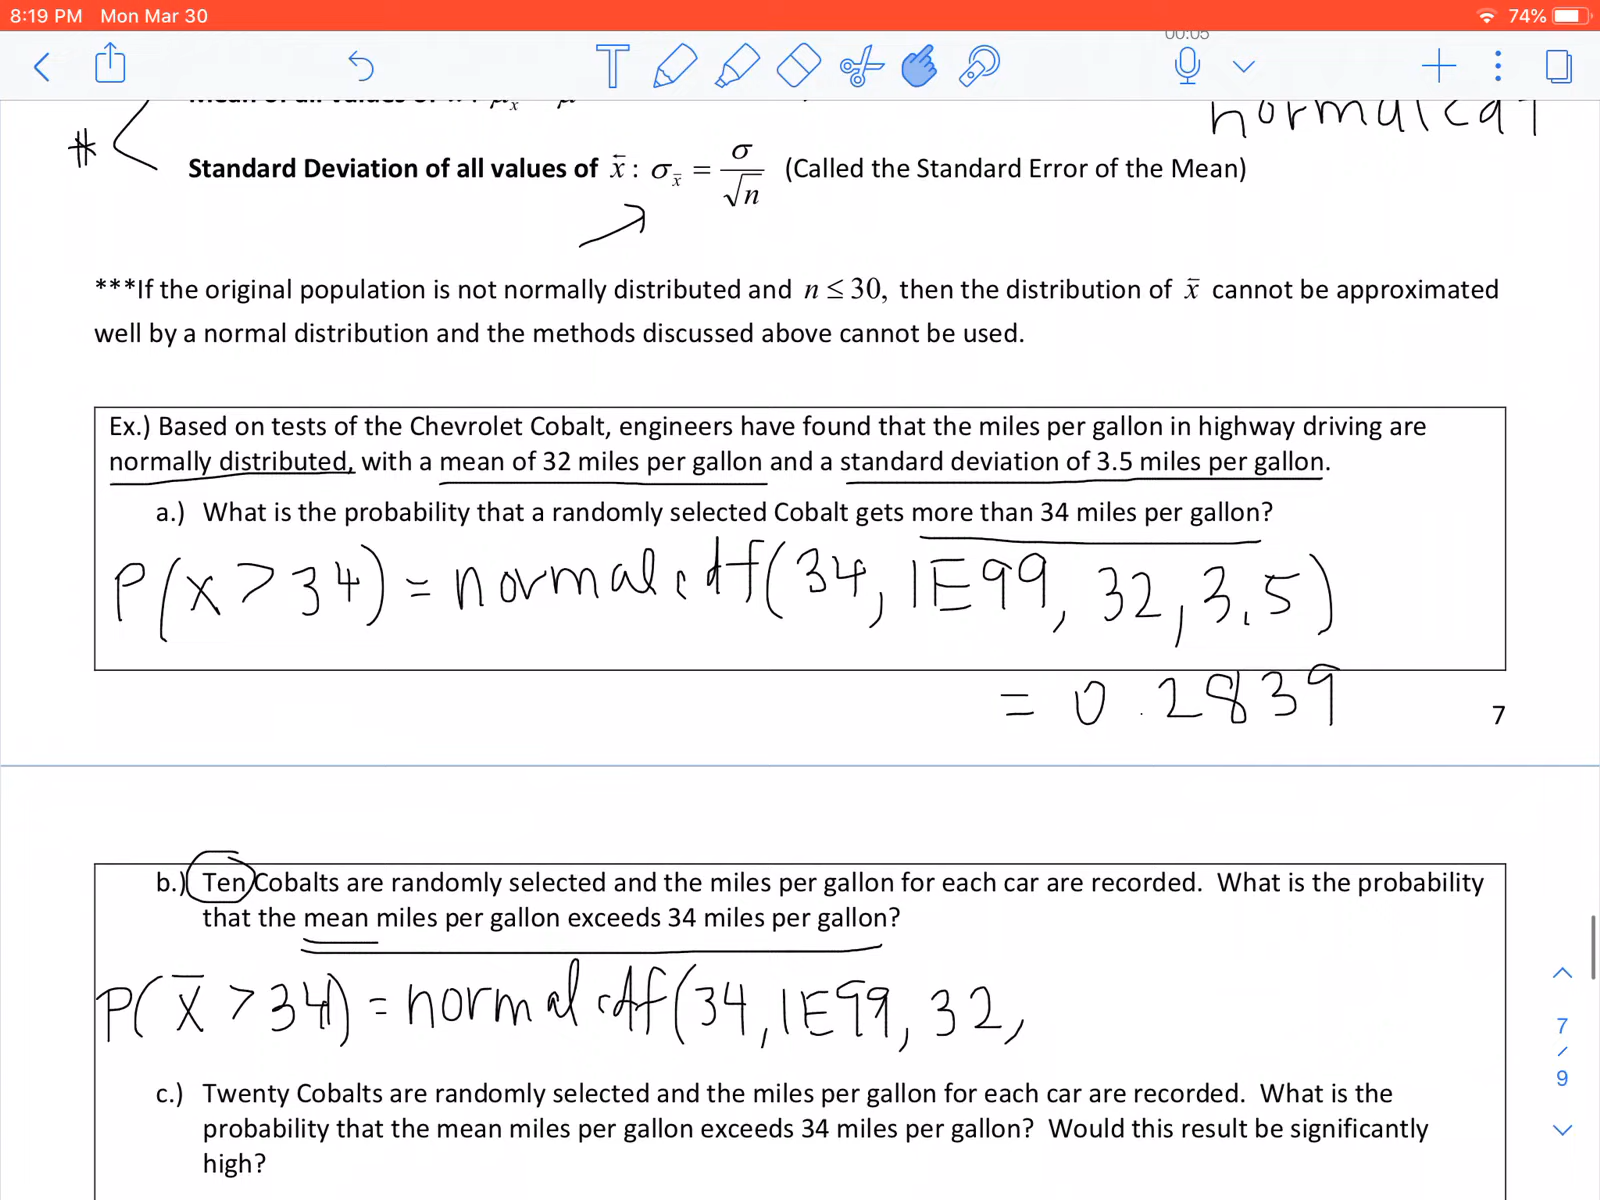 8:19 PM Mon Mar 30 74%
00:05
normalcdf
* Standard Deviation of all values of x̄ : σx̄ = σ/√n (Called the Standard Error of the Mean)
***If the original population is not normally distributed and n ≤ 30, then the distribution of x̄ cannot be approximated
well by a normal distribution and the methods discussed above cannot be used.
Ex.) Based on tests of the Chevrolet Cobalt, engineers have found that the miles per gallon in highway driving are
normally distributed, with a mean of 32 miles per gallon and a standard deviation of 3.5 miles per gallon.
a.) What is the probability that a randomly selected Cobalt gets more than 34 miles per gallon?
P(x > 34) = normalcdf(34, 1E99, 32, 3.5)
= 0.2839
7
b.) Ten Cobalts are randomly selected and the miles per gallon for each car are recorded. What is the probability
that the mean miles per gallon exceeds 34 miles per gallon?
P(x̄ > 34) = normalcdf(34, 1E99, 32,
c.) Twenty Cobalts are randomly selected and the miles per gallon for each car are recorded. What is the
probability that the mean miles per gallon exceeds 34 miles per gallon? Would this result be significantly
high?
7
/
9